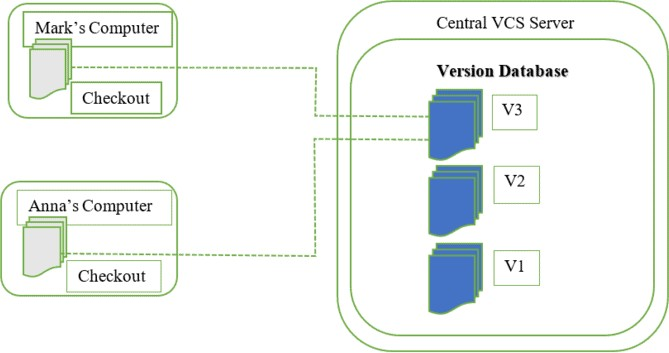 Mark's Computer
Checkout
Anna's Computer
Checkout
Central VCS Server
Version Database
V3
V2
V1